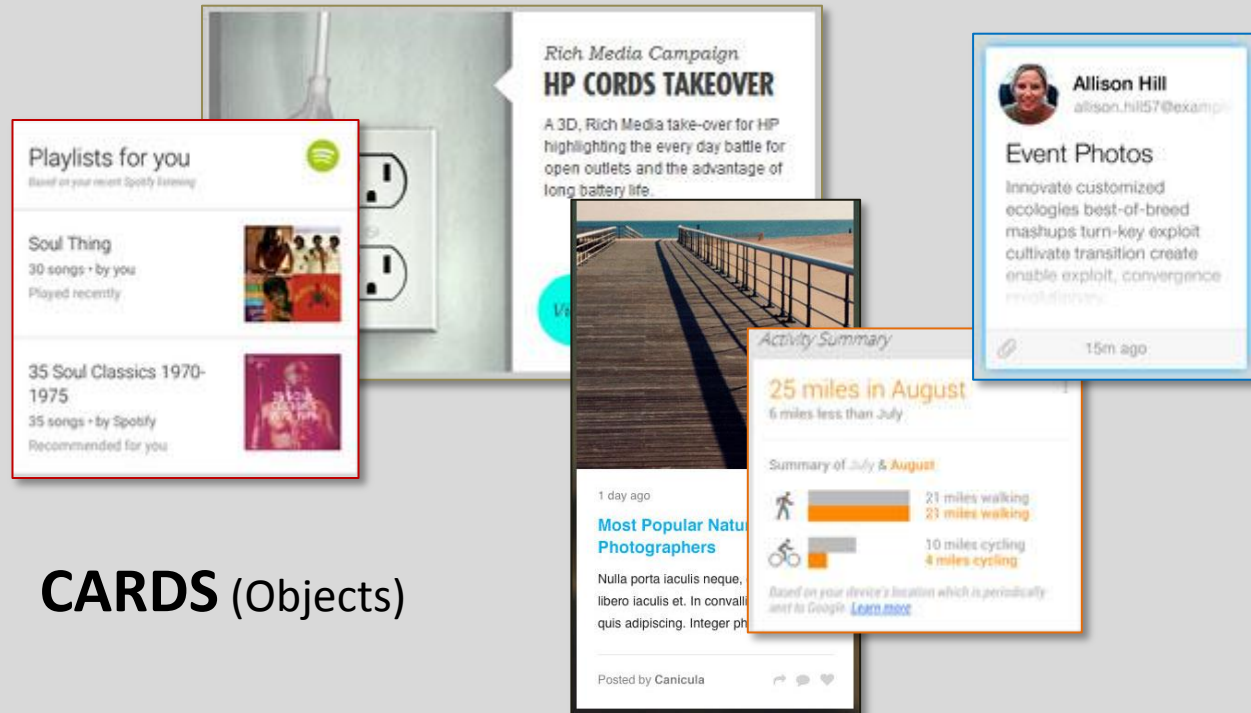 Rich Media Campaign
HP CORDS TAKEOVER
A 3D, Rich Media take-over for HP
highlighting the every day battle for
open outlets and the advantage of
long battery life.
Vi
Allison Hill
allison.hill57@examp
Event Photos
Innovate customized
ecologies best-of-breed
mashups turn-key exploit
cultivate transition create
enable exploit, convergence
15m ago
Playlists for you
Based on your recent Spotify listening
Soul Thing
30 songs • by you
Played recently
35 Soul Classics 1970-
1975
35 songs • by Spotify
Recommended for you
1 day ago
Most Popular Natu
Photographers
Nulla porta iaculis neque,
libero iaculis et. In convalli
quis adipiscing. Integer ph
Posted by Canicula
Activity Summary
25 miles in August
6 miles less than July
Summary of July & August
21 miles walking
21 miles walking
10 miles cycling
4 miles cycling
Based on your device's location which is periodically
sent to Google. Learn more
CARDS (Objects)